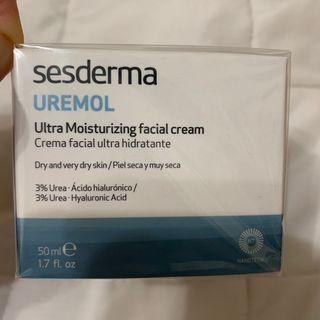 sesderma
UREMOL
Ultra Moisturizing facial cream
Crema facial ultra hidratante
Dry and very dry skin / Piel seca y muy seca
3% Urea · Ácido hialurónico /
3% Urea · Hyaluronic Acid
50 ml ℮
1.7 fl. oz